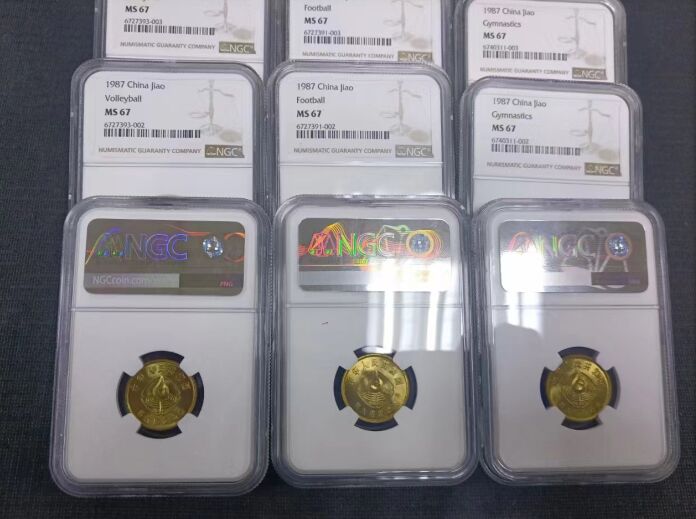 MS 67
6727393-003
NUMISMATIC GUARANTY COMPANY NGC
Football
MS 67
6727391-003
NUMISMATIC GUARANTY COMPANY NGC
1987 China Jiao
Gymnastics
MS 67
6740311-003
NUMISMATIC GUARANTY COMPANY NGC
1987 China Jiao
Volleyball
MS 67
6727393-002
NUMISMATIC GUARANTY COMPANY NGC
1987 China Jiao
Football
MS 67
6727391-002
NUMISMATIC GUARANTY COMPANY NGC
1987 China Jiao
Gymnastics
MS 67
6740311-002
NUMISMATIC GUARANTY COMPANY NGC
NGC
NGCcoin.com
PNG
NGC
NGC